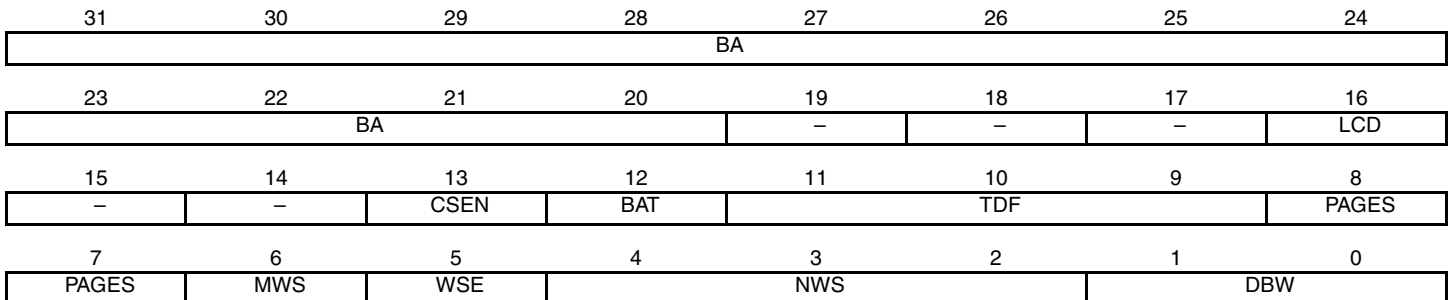 31 30 29 28 27 26 25 24
BA
23 22 21 20 19 18 17 16
BA – – – LCD
15 14 13 12 11 10 9 8
– – CSEN BAT TDF PAGES
7 6 5 4 3 2 1 0
PAGES MWS WSE NWS DBW